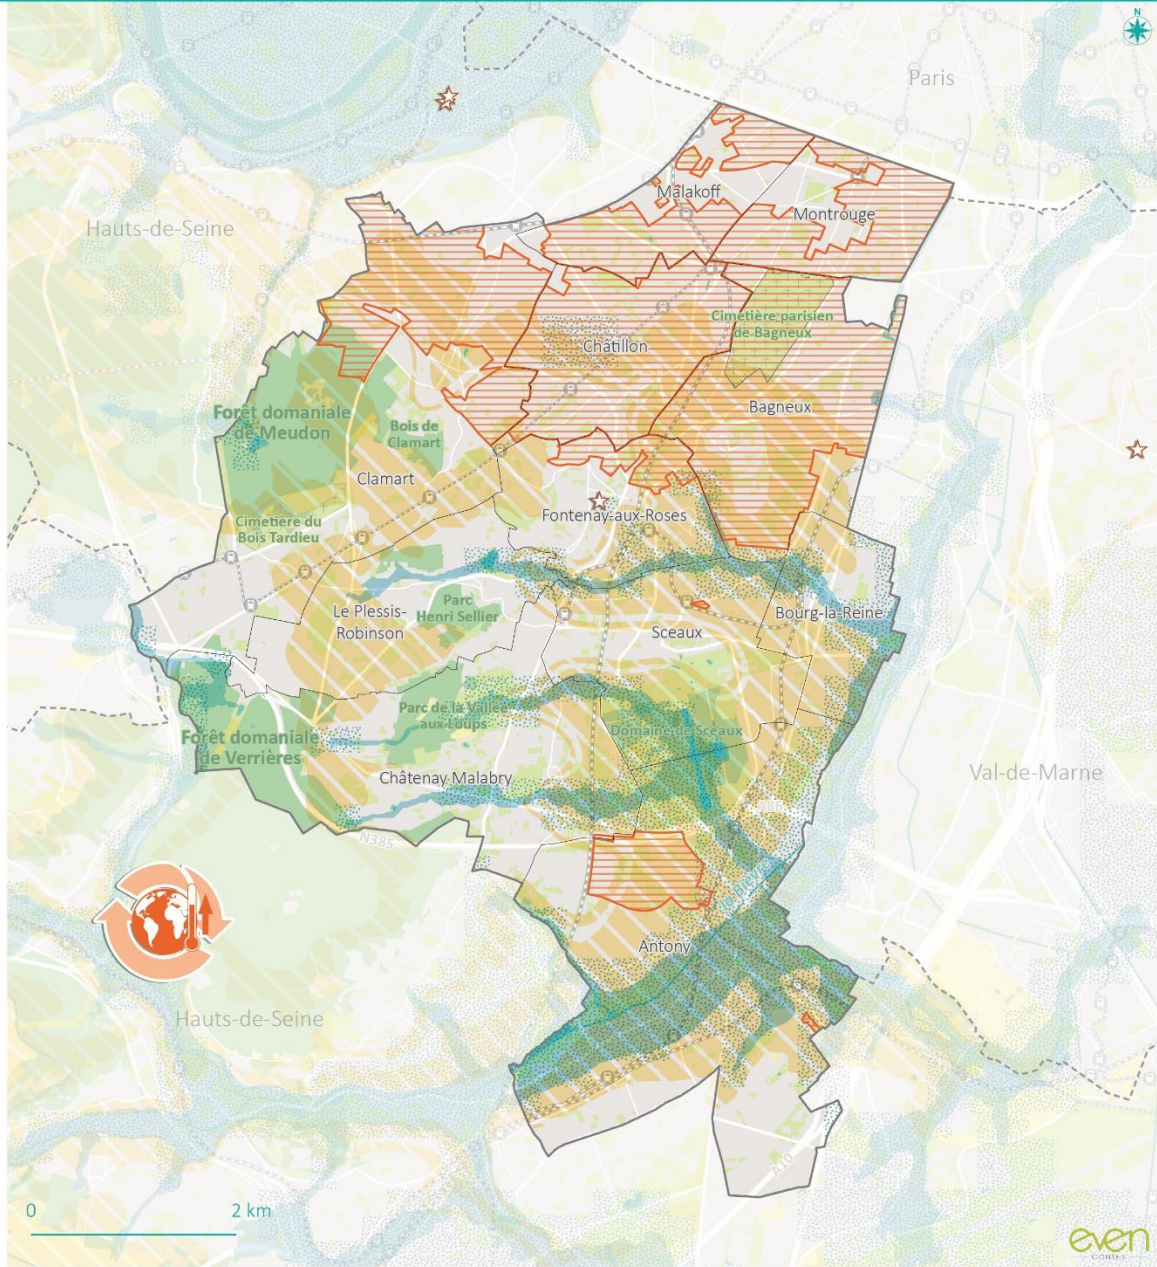 N
Paris
Hauts-de-Seine
Malakoff
Montrouge
Cimetière parisien
de Bagneux
Châtillon
Bagneux
Forêt domaniale
de Meudon
Bois de
Clamart
Clamart
Fontenay-aux-Roses
Cimetière du
Bois Tardieu
Le Plessis-
Robinson
Parc
Henri Sellier
Sceaux
Bourg-la-Reine
Parc de la Vallée
aux Loups
Domaine de Sceaux
Forêt domaniale
de Verrières
Châtenay Malabry
Val-de-Marne
N385
La Bièvre
Antony
Hauts-de-Seine
A10
0
2 km
even
CONSEIL